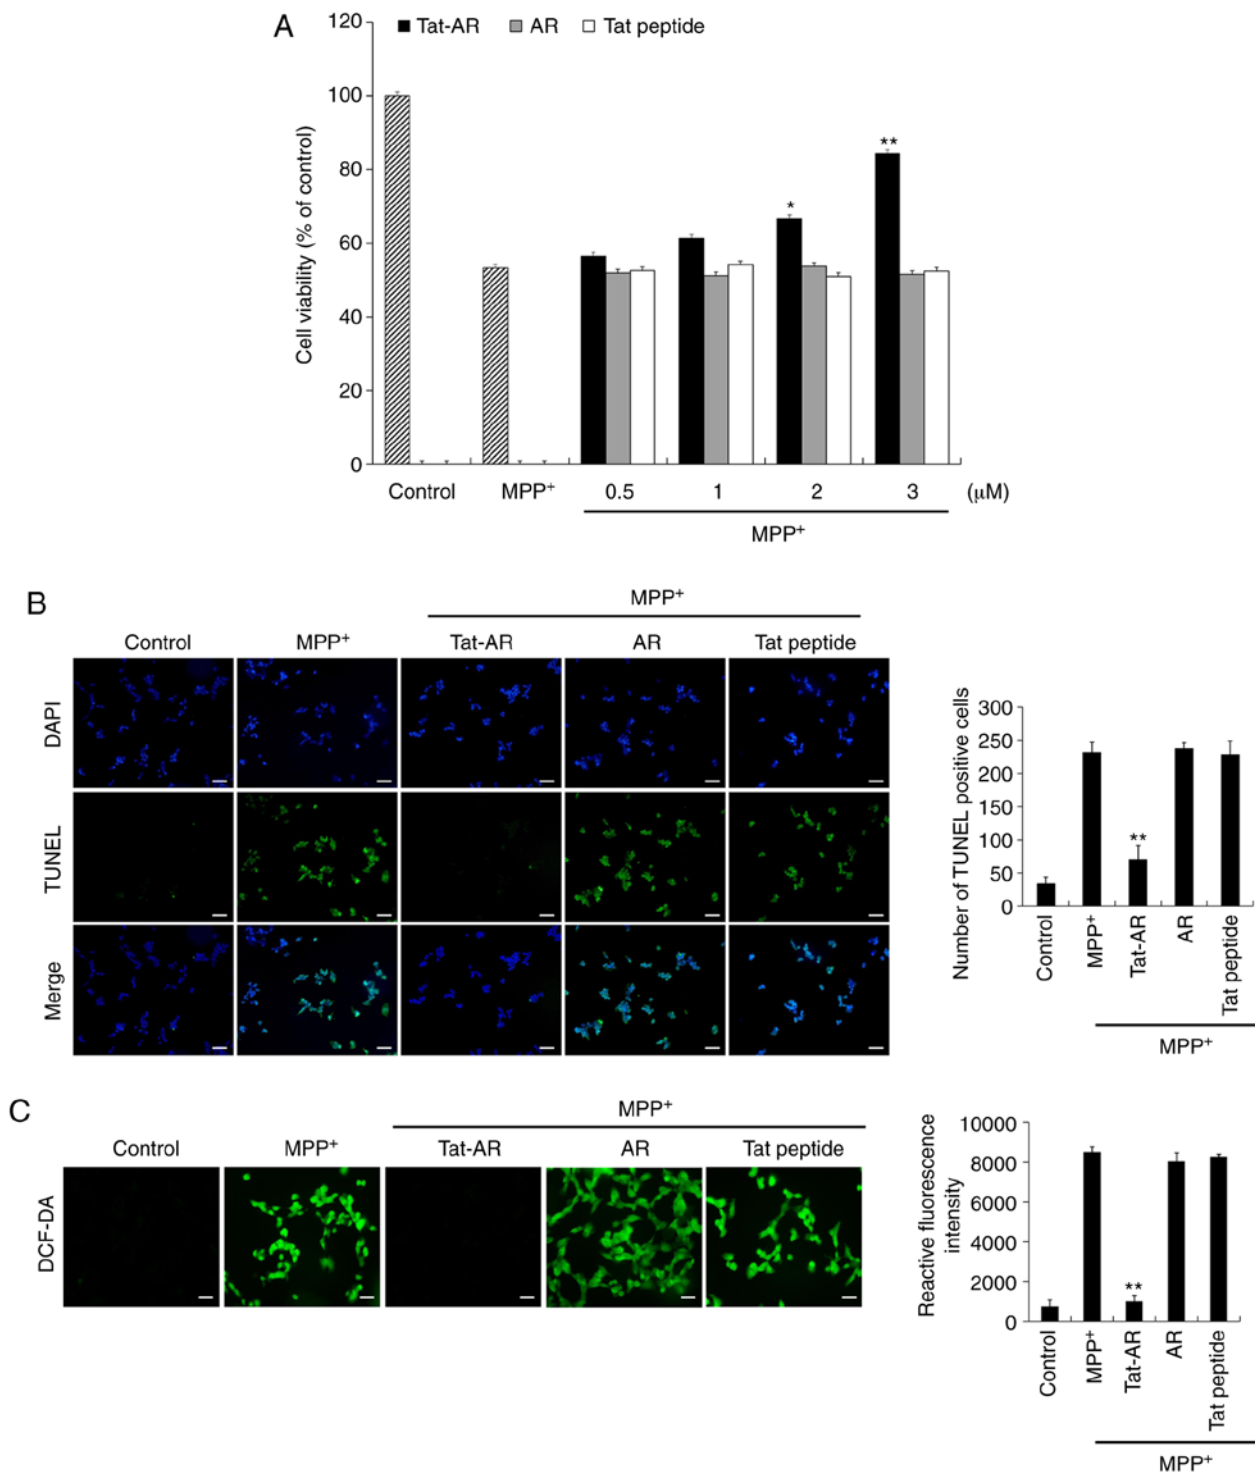 A
Tat-AR AR Tat peptide
Cell viability (% of control)
120
100
80
60
40
20
0
*
**
Control MPP+ 0.5 1 2 3 (μM)
MPP+
B
MPP+
Control MPP+ Tat-AR AR Tat peptide
DAPI
TUNEL
Merge
Number of TUNEL positive cells
300
250
200
150
100
50
0
**
Control MPP+ Tat-AR AR Tat peptide
MPP+
C
MPP+
Control MPP+ Tat-AR AR Tat peptide
DCF-DA
Reactive fluorescence
intensity
10000
8000
6000
4000
2000
0
**
Control MPP+ Tat-AR AR Tat peptide
MPP+